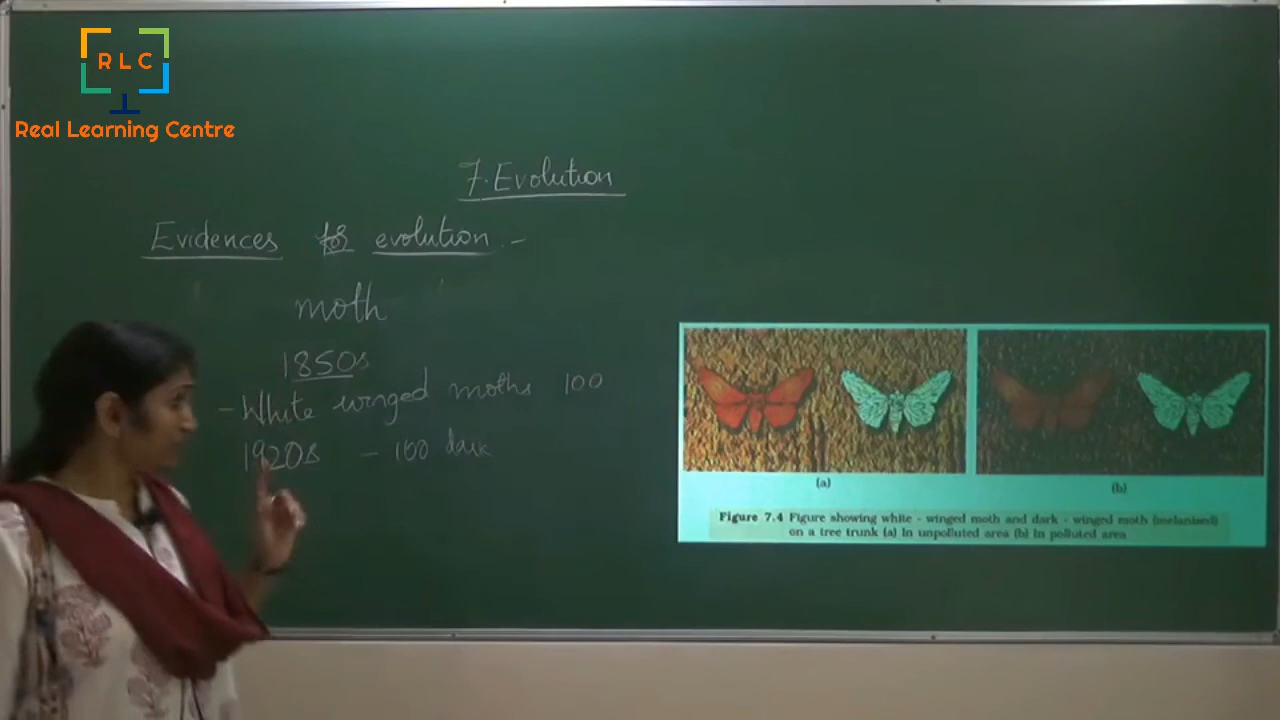 R L C
Real Learning Centre
7. Evolution
Evidences for evolution :-
moth
1850s
- White winged moths 100
1920s - 100 dark
(a)
(b)
Figure 7.4 Figure showing white - winged moth and dark - winged moth (melanised)
on a tree trunk (a) In unpolluted area (b) In polluted area